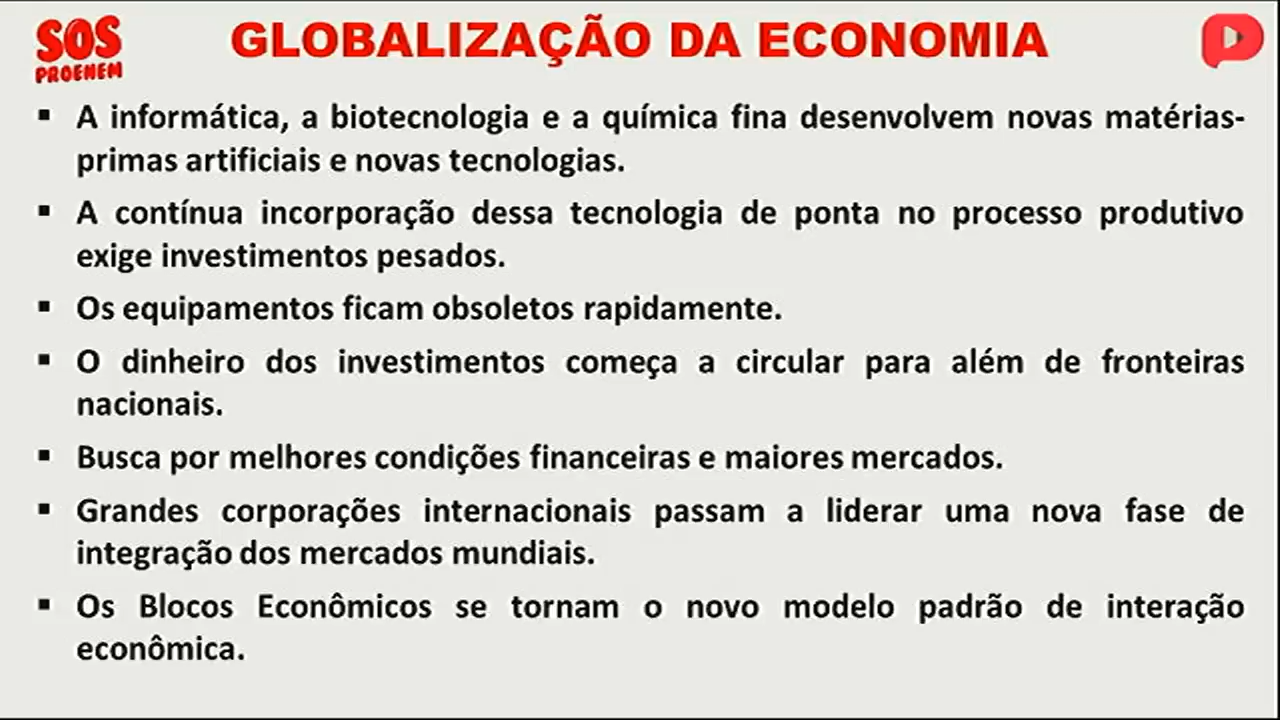 SOS
PROENEM
GLOBALIZAÇÃO DA ECONOMIA
▪ A informática, a biotecnologia e a química fina desenvolvem novas matérias-
primas artificiais e novas tecnologias.
▪ A contínua incorporação dessa tecnologia de ponta no processo produtivo
exige investimentos pesados.
▪ Os equipamentos ficam obsoletos rapidamente.
▪ O dinheiro dos investimentos começa a circular para além de fronteiras
nacionais.
▪ Busca por melhores condições financeiras e maiores mercados.
▪ Grandes corporações internacionais passam a liderar uma nova fase de
integração dos mercados mundiais.
▪ Os Blocos Econômicos se tornam o novo modelo padrão de interação
econômica.